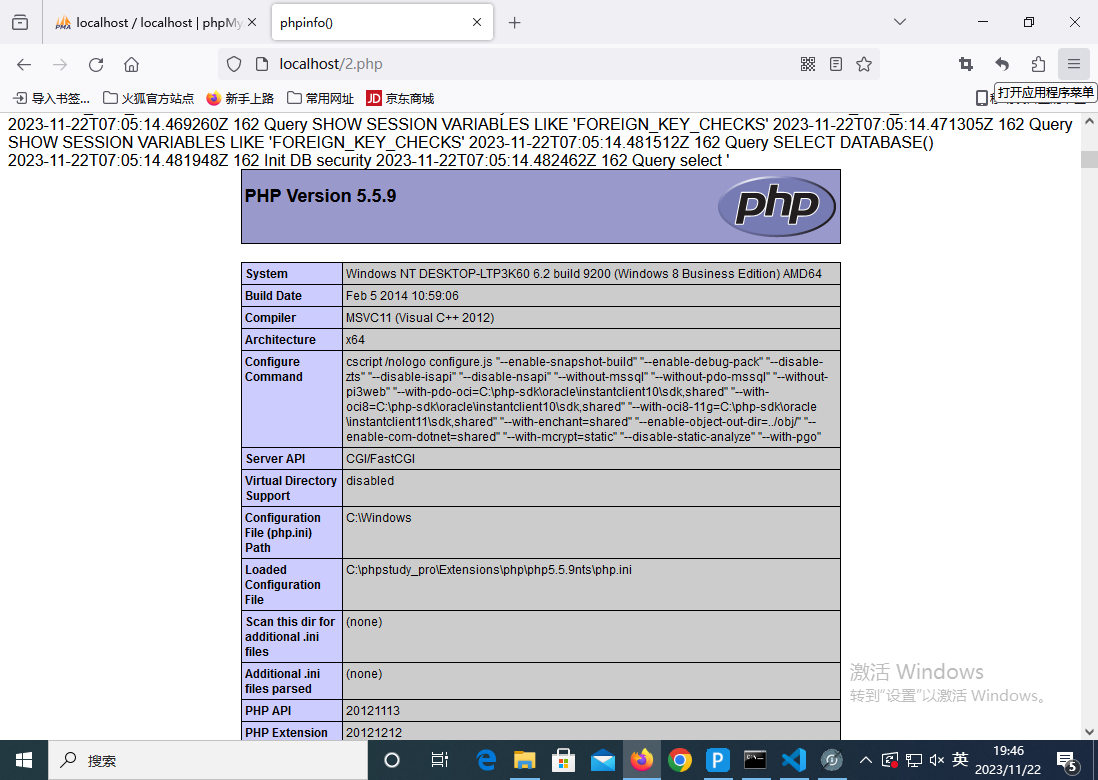 localhost / localhost | phpMy
phpinfo()
localhost/2.php
导入书签...
火狐官方站点
新手上路
常用网址
JD 京东商城
打开应用程序菜单
2023-11-22T07:05:14.469260Z 162 Query SHOW SESSION VARIABLES LIKE 'FOREIGN_KEY_CHECKS' 2023-11-22T07:05:14.471305Z 162 Query
SHOW SESSION VARIABLES LIKE 'FOREIGN_KEY_CHECKS' 2023-11-22T07:05:14.481512Z 162 Query SELECT DATABASE()
2023-11-22T07:05:14.481948Z 162 Init DB security 2023-11-22T07:05:14.482462Z 162 Query select '
PHP Version 5.5.9
php
System Windows NT DESKTOP-LTP3K60 6.2 build 9200 (Windows 8 Business Edition) AMD64
Build Date Feb 5 2014 10:59:06
Compiler MSVC11 (Visual C++ 2012)
Architecture x64
Configure
Command
cscript /nologo configure.js "--enable-snapshot-build" "--enable-debug-pack" "--disable-
zts" "--disable-isapi" "--disable-nsapi" "--without-mssql" "--without-pdo-mssql" "--without-
pi3web" "--with-pdo-oci=C:\php-sdk\oracle\instantclient10\sdk,shared" "--with-
oci8=C:\php-sdk\oracle\instantclient10\sdk,shared" "--with-oci8-11g=C:\php-sdk\oracle
\instantclient11\sdk,shared" "--with-enchant=shared" "--enable-object-out-dir=../obj/" "--
enable-com-dotnet=shared" "--with-mcrypt=static" "--disable-static-analyze" "--with-pgo"
Server API CGI/FastCGI
Virtual Directory
Support
disabled
Configuration
File (php.ini)
Path
C:\Windows
Loaded
Configuration
File
C:\phpstudy_pro\Extensions\php\php5.5.9nts\php.ini
Scan this dir for
additional .ini
files
(none)
Additional .ini
files parsed
(none)
PHP API 20121113
PHP Extension 20121212
激活 Windows
转到"设置"以激活 Windows。
搜索
英
19:46
2023/11/22
5